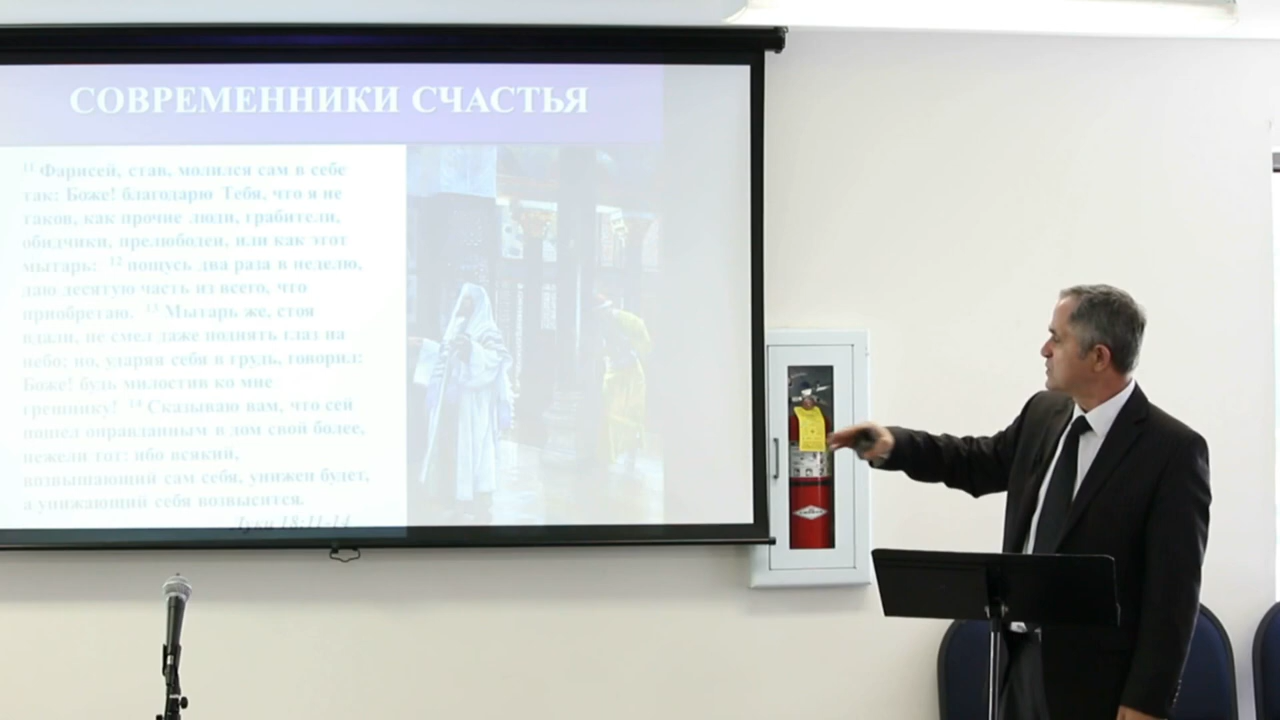 СОВРЕМЕННИКИ СЧАСТЬЯ
¹¹ Фарисей, став, молился сам в себе
так: Боже! благодарю Тебя, что я не
таков, как прочие люди, грабители,
обидчики, прелюбодеи, или как этот
мытарь: ¹² пощусь два раза в неделю,
даю десятую часть из всего, что
приобретаю. ¹³ Мытарь же, стоя
вдали, не смел даже поднять глаз на
небо; но, ударяя себя в грудь, говорил:
Боже! будь милостив ко мне
грешнику! ¹⁴ Сказываю вам, что сей
пошел оправданным в дом свой более,
нежели тот: ибо всякий,
возвышающий сам себя, унижен будет,
а унижающий себя возвысится.
Луки 18:11-14